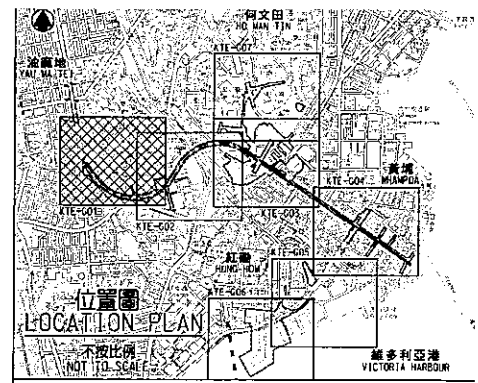 何文田
HO MAN TIN
KTE-G07
油麻地
YAU MA TEI
黃埔
WHAMPOA
KTE-G04
KTE-G01
KTE-G03
KTE-G02
紅磡
HUNG HOM
KTE-G05
KTE-G06
位置圖
LOCATION PLAN
不按比例
NOT TO SCALE
維多利亞港
VICTORIA HARBOUR